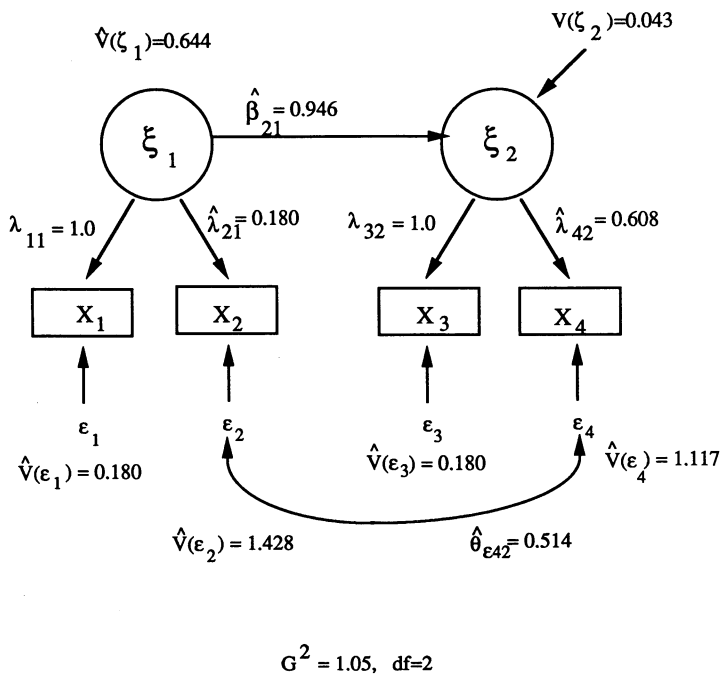 V̂(ζ₁)=0.644
V(ζ₂)=0.043
β̂₂₁= 0.946
ξ₁
ξ₂
λ₁₁ = 1.0
λ̂₂₁= 0.180
λ₃₂ = 1.0
λ̂₄₂= 0.608
X₁
X₂
X₃
X₄
ε₁
ε₂
ε₃
ε₄
V̂(ε₁) = 0.180
V̂(ε₃) = 0.180
V̂(ε₄) = 1.117
V̂(ε₂) = 1.428
θ̂ε42= 0.514
G² = 1.05, df=2